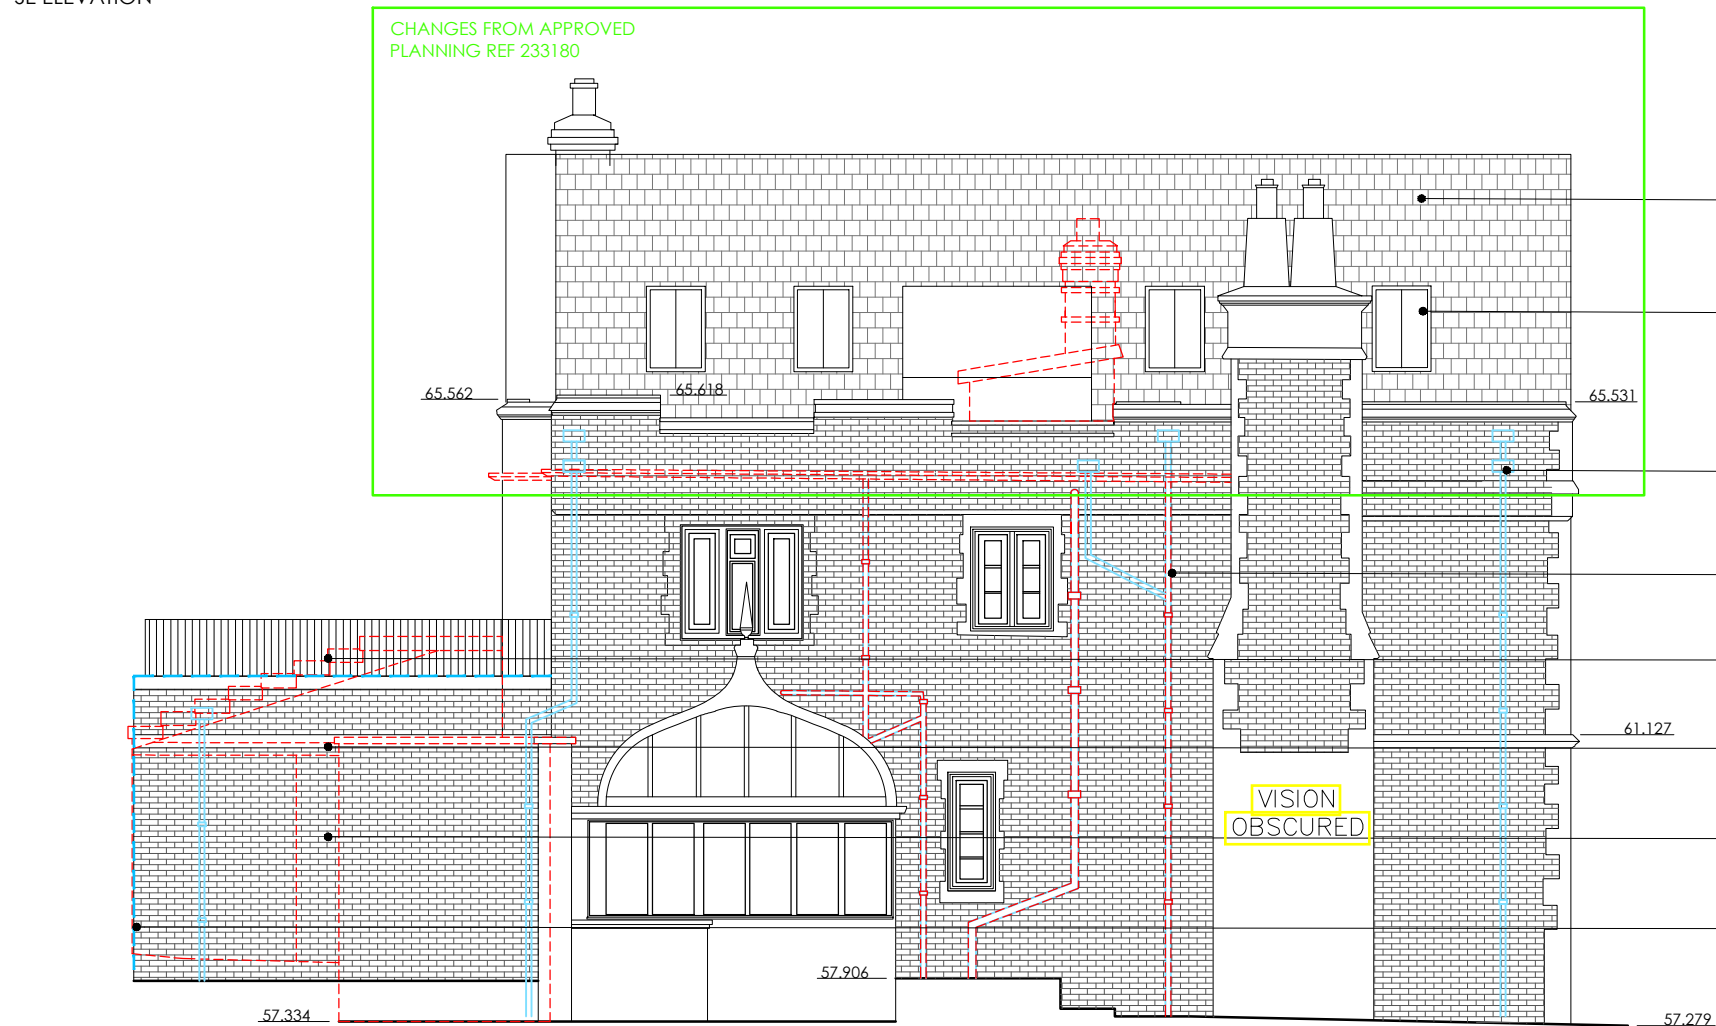 SE ELEVATION
CHANGES FROM APPROVED
PLANNING REF 233180
65.562
65.618
65.531
61.127
VISION
OBSCURED
57.906
57.334
57.279